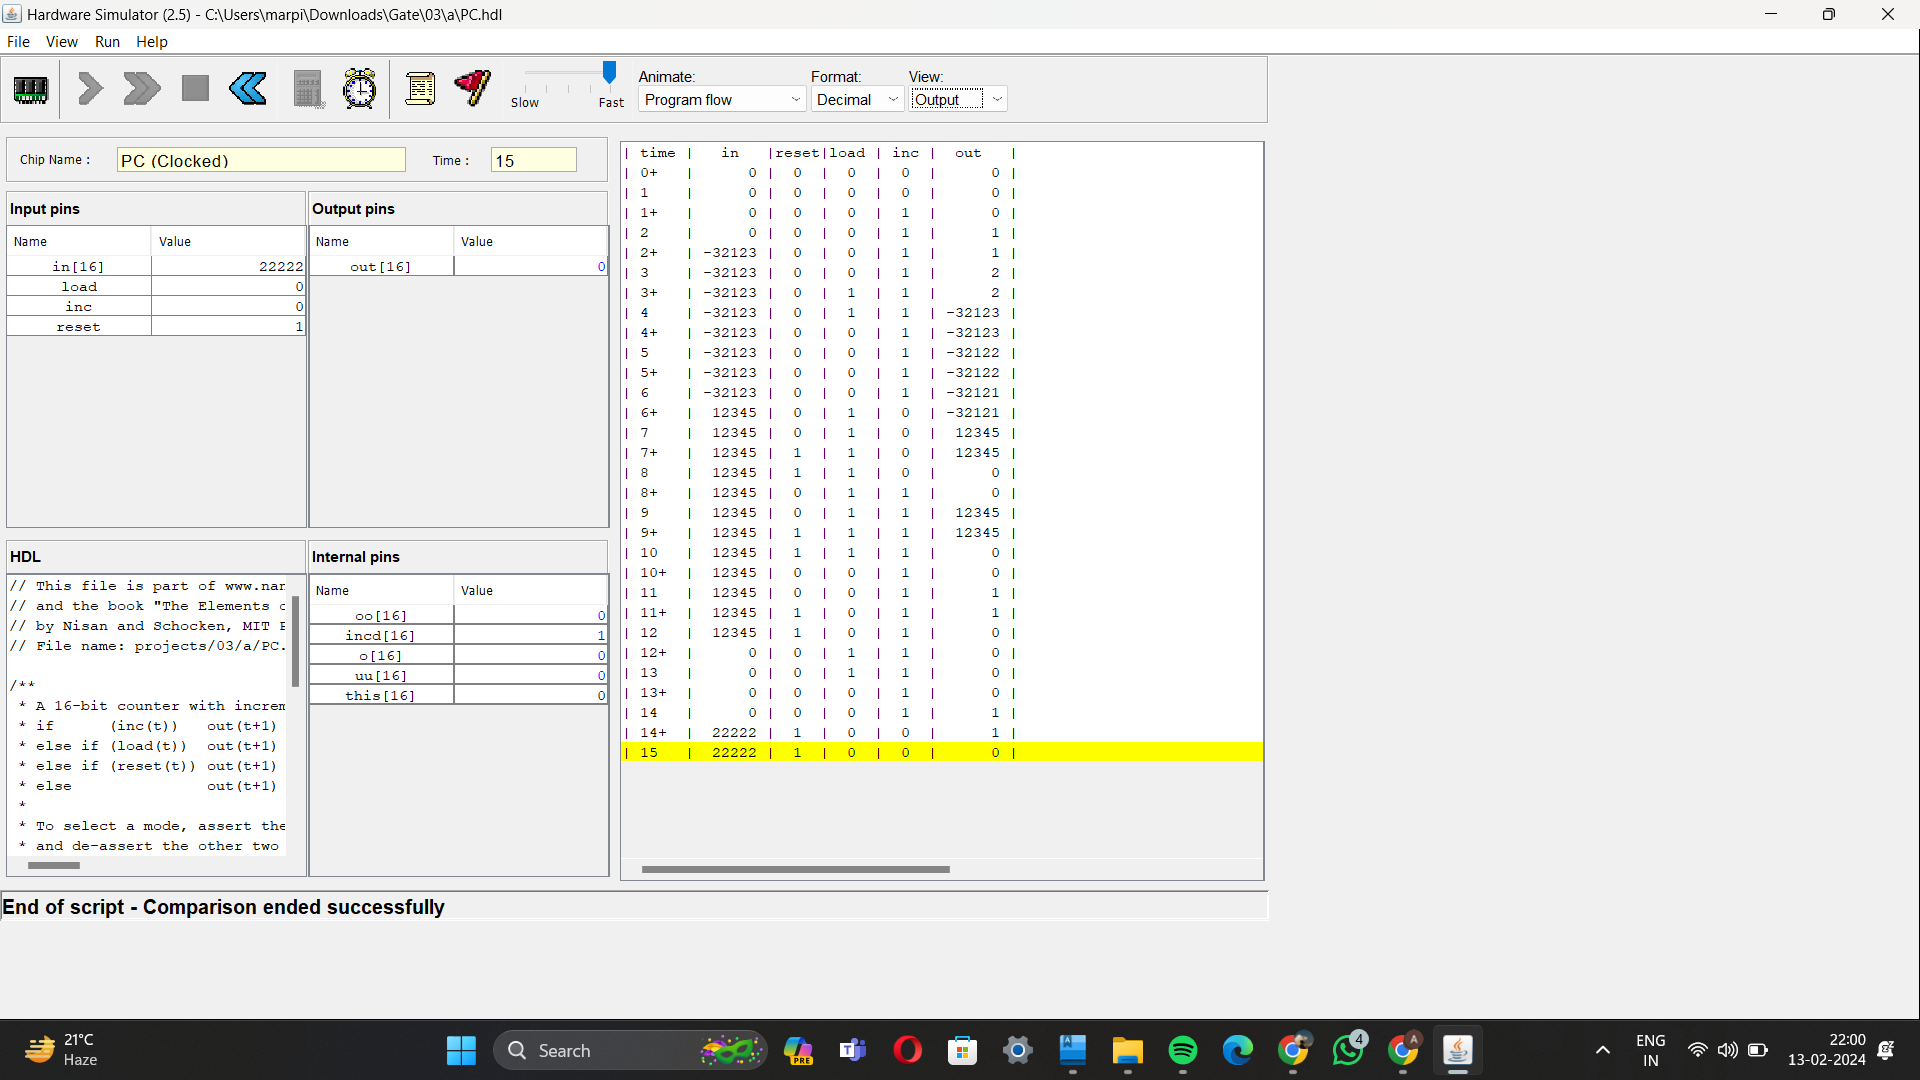 Hardware Simulator (2.5) - C:\Users\marpi\Downloads\Gate\03\a\PC.hdl
File View Run Help
Slow Fast
Animate: Format: View:
Program flow Decimal Output
Chip Name : PC (Clocked) Time : 15
Input pins
Name Value
in[16] 22222
load 0
inc 0
reset 1
Output pins
Name Value
out[16] 0
HDL
// This file is part of www.nan
// and the book "The Elements o
// by Nisan and Schocken, MIT P
// File name: projects/03/a/PC.
/**
* A 16-bit counter with increm
* if (inc(t)) out(t+1)
* else if (load(t)) out(t+1)
* else if (reset(t)) out(t+1)
* else out(t+1)
*
* To select a mode, assert the
* and de-assert the other two
Internal pins
Name Value
oo[16] 0
incd[16] 1
o[16] 0
uu[16] 0
this[16] 0
| time | in |reset|load | inc | out |
| 0+ | 0 | 0 | 0 | 0 | 0 |
| 1 | 0 | 0 | 0 | 0 | 0 |
| 1+ | 0 | 0 | 0 | 1 | 0 |
| 2 | 0 | 0 | 0 | 1 | 1 |
| 2+ | -32123 | 0 | 0 | 1 | 1 |
| 3 | -32123 | 0 | 0 | 1 | 2 |
| 3+ | -32123 | 0 | 1 | 1 | 2 |
| 4 | -32123 | 0 | 1 | 1 | -32123 |
| 4+ | -32123 | 0 | 0 | 1 | -32123 |
| 5 | -32123 | 0 | 0 | 1 | -32122 |
| 5+ | -32123 | 0 | 0 | 1 | -32122 |
| 6 | -32123 | 0 | 0 | 1 | -32121 |
| 6+ | 12345 | 0 | 1 | 0 | -32121 |
| 7 | 12345 | 0 | 1 | 0 | 12345 |
| 7+ | 12345 | 1 | 1 | 0 | 12345 |
| 8 | 12345 | 1 | 1 | 0 | 0 |
| 8+ | 12345 | 0 | 1 | 1 | 0 |
| 9 | 12345 | 0 | 1 | 1 | 12345 |
| 9+ | 12345 | 1 | 1 | 1 | 12345 |
| 10 | 12345 | 1 | 1 | 1 | 0 |
| 10+ | 12345 | 0 | 0 | 1 | 0 |
| 11 | 12345 | 0 | 0 | 1 | 1 |
| 11+ | 12345 | 1 | 0 | 1 | 1 |
| 12 | 12345 | 1 | 0 | 1 | 0 |
| 12+ | 0 | 0 | 1 | 1 | 0 |
| 13 | 0 | 0 | 1 | 1 | 0 |
| 13+ | 0 | 0 | 0 | 1 | 0 |
| 14 | 0 | 0 | 0 | 1 | 1 |
| 14+ | 22222 | 1 | 0 | 0 | 1 |
| 15 | 22222 | 1 | 0 | 0 | 0 |
End of script - Comparison ended successfully
21°C
Haze
Search
PRE
4
A
ENG
IN
22:00
13-02-2024